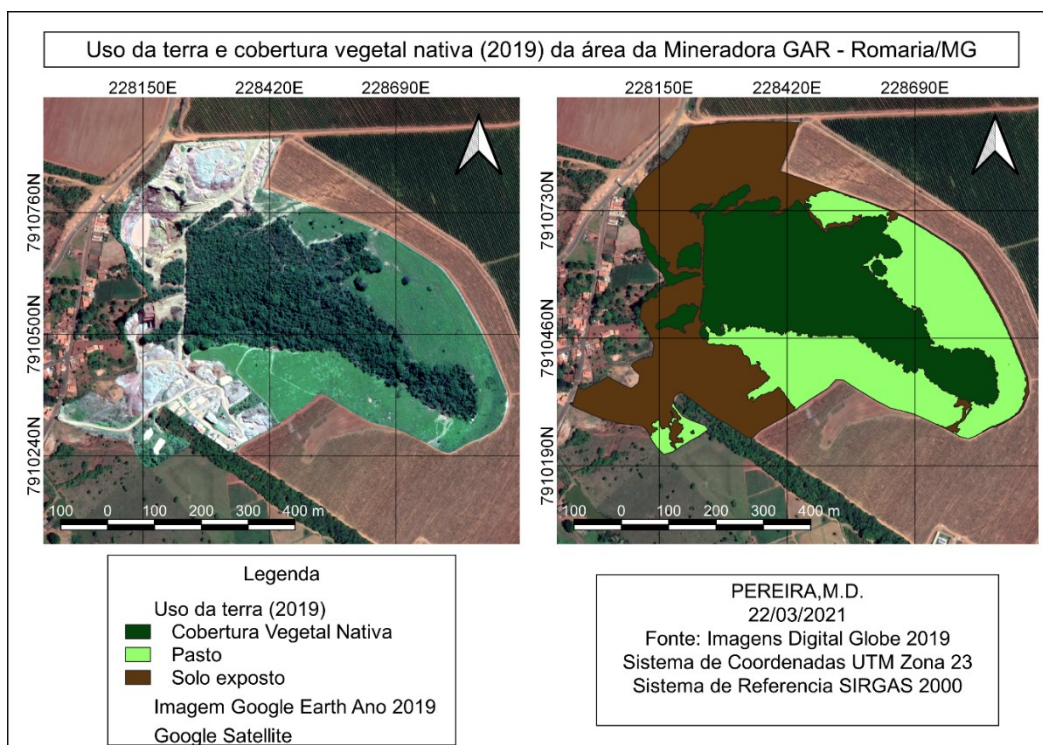 Uso da terra e cobertura vegetal nativa (2019) da área da Mineradora GAR - Romaria/MG
228150E 228420E 228690E
7910760N
7910500N
7910240N
100 0 100 200 300 400 m
228150E 228420E 228690E
7910730N
7910460N
7910190N
100 0 100 200 300 400 m
Legenda
Uso da terra (2019)
Cobertura Vegetal Nativa
Pasto
Solo exposto
Imagem Google Earth Ano 2019
Google Satellite
PEREIRA,M.D.
22/03/2021
Fonte: Imagens Digital Globe 2019
Sistema de Coordenadas UTM Zona 23
Sistema de Referencia SIRGAS 2000